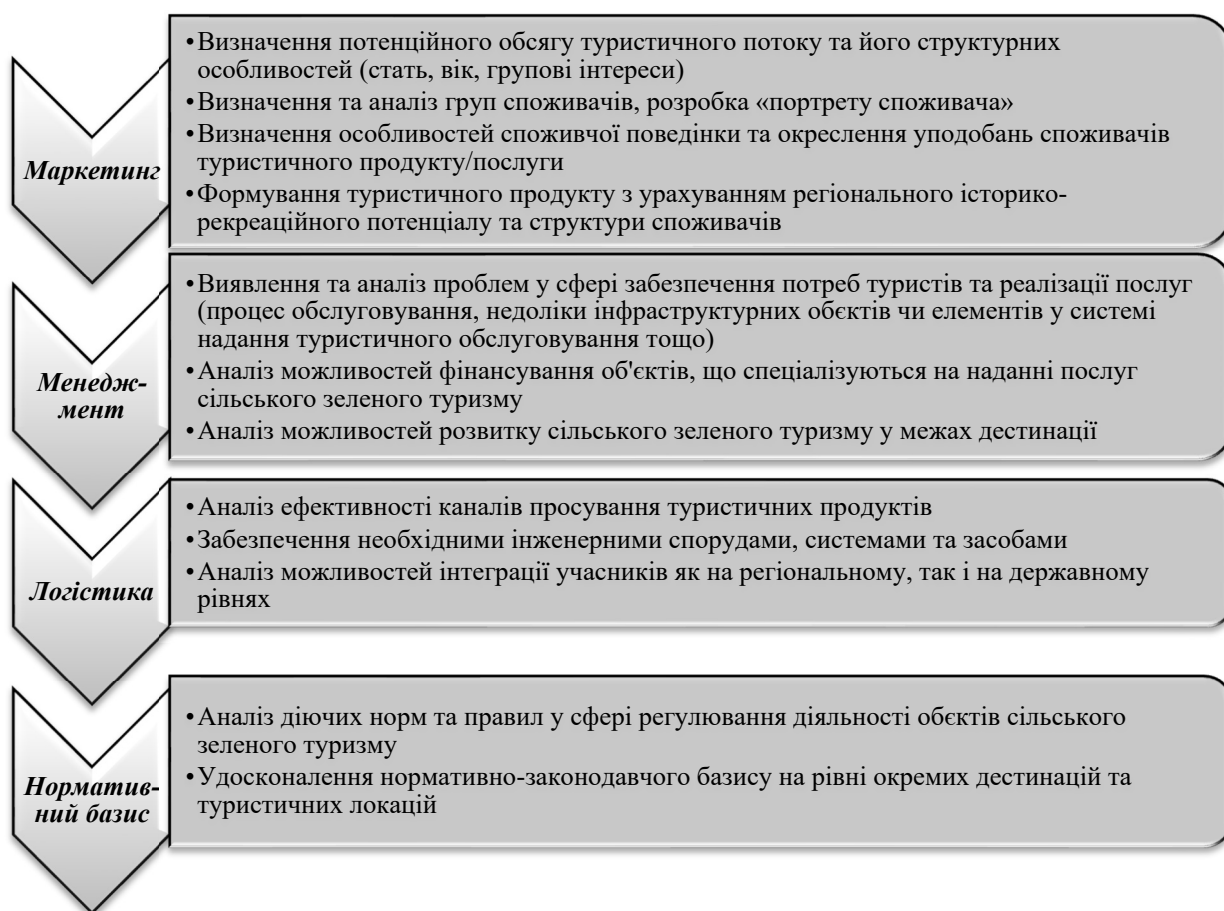 Маркетинг
•Визначення потенційного обсягу туристичного потоку та його структурних
особливостей (стать, вік, групові інтереси)
•Визначення та аналіз груп споживачів, розробка «портрету споживача»
•Визначення особливостей споживчої поведінки та окреслення уподобань споживачів
туристичного продукту/послуги
•Формування туристичного продукту з урахуванням регіонального історико-
рекреаційного потенціалу та структури споживачів
Менедж-
мент
•Виявлення та аналіз проблем у сфері забезпечення потреб туристів та реалізації послуг
(процес обслуговування, недоліки інфраструктурних обєктів чи елементів у системі
надання туристичного обслуговування тощо)
•Аналіз можливостей фінансування об'єктів, що спеціалізуються на наданні послуг
сільського зеленого туризму
•Аналіз можливостей розвитку сільського зеленого туризму у межах дестинації
Логістика
•Аналіз ефективності каналів просування туристичних продуктів
•Забезпечення необхідними інженерними спорудами, системами та засобами
•Аналіз можливостей інтеграції учасників як на регіональному, так і на державному
рівнях
Норматив-
ний базис
•Аналіз діючих норм та правил у сфері регулювання діяльності обєктів сільського
зеленого туризму
•Удосконалення нормативно-законодавчого базису на рівні окремих дестинацій та
туристичних локацій